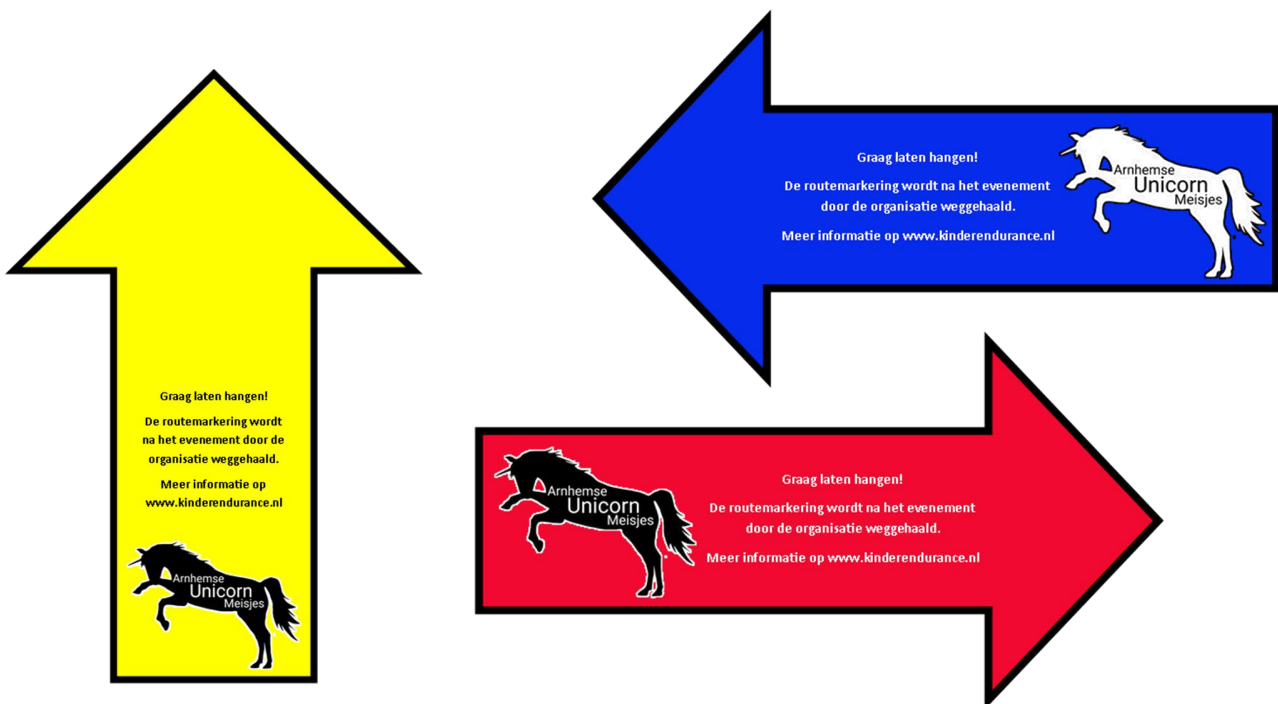 Graag laten hangen!
De routemarkering wordt na het evenement
door de organisatie weggehaald.
Meer informatie op www.kinderendurance.nl
Arnhemse
Unicorn
Meisjes
Graag laten hangen!
De routemarkering wordt
na het evenement door de
organisatie weggehaald.
Meer informatie op
www.kinderendurance.nl
Arnhemse
Unicorn
Meisjes
Arnhemse
Unicorn
Meisjes
Graag laten hangen!
De routemarkering wordt na het evenement
door de organisatie weggehaald.
Meer informatie op www.kinderendurance.nl